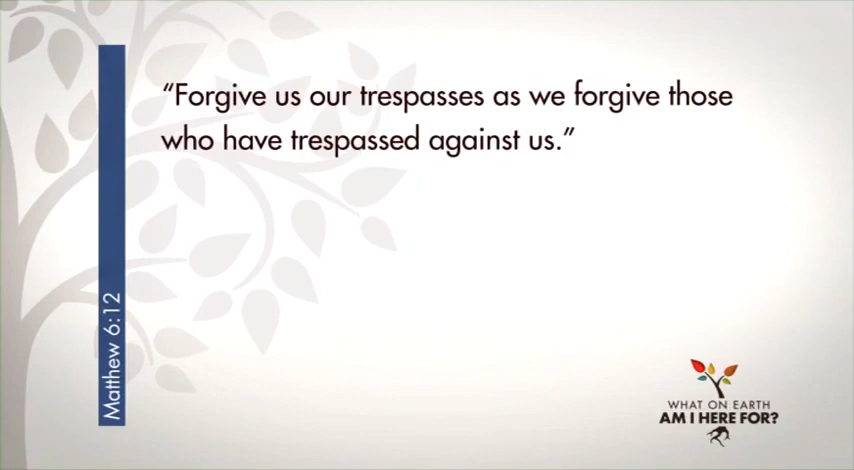 “Forgive us our trespasses as we forgive those
who have trespassed against us.”
Matthew 6:12
WHAT ON EARTH
AM I HERE FOR?